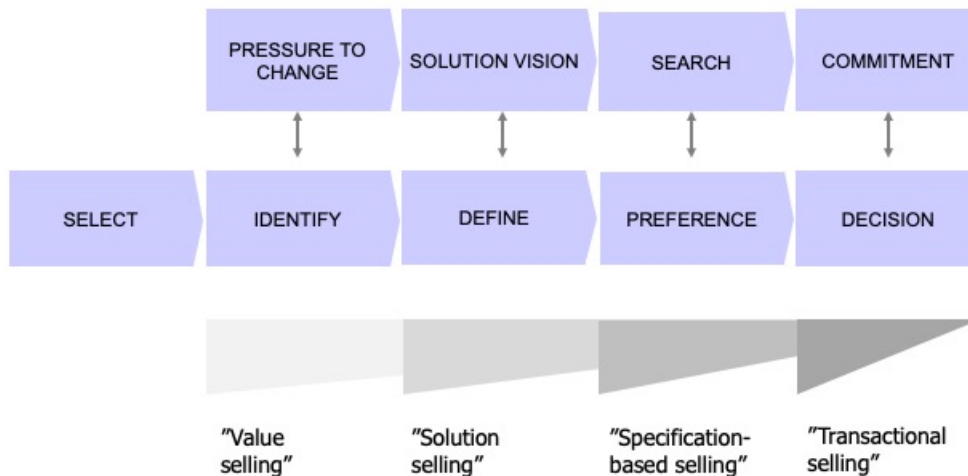 PRESSURE TO
CHANGE
SOLUTION VISION
SEARCH
COMMITMENT
SELECT
IDENTIFY
DEFINE
PREFERENCE
DECISION
”Value
selling”
”Solution
selling”
”Specification-
based selling”
”Transactional
selling”